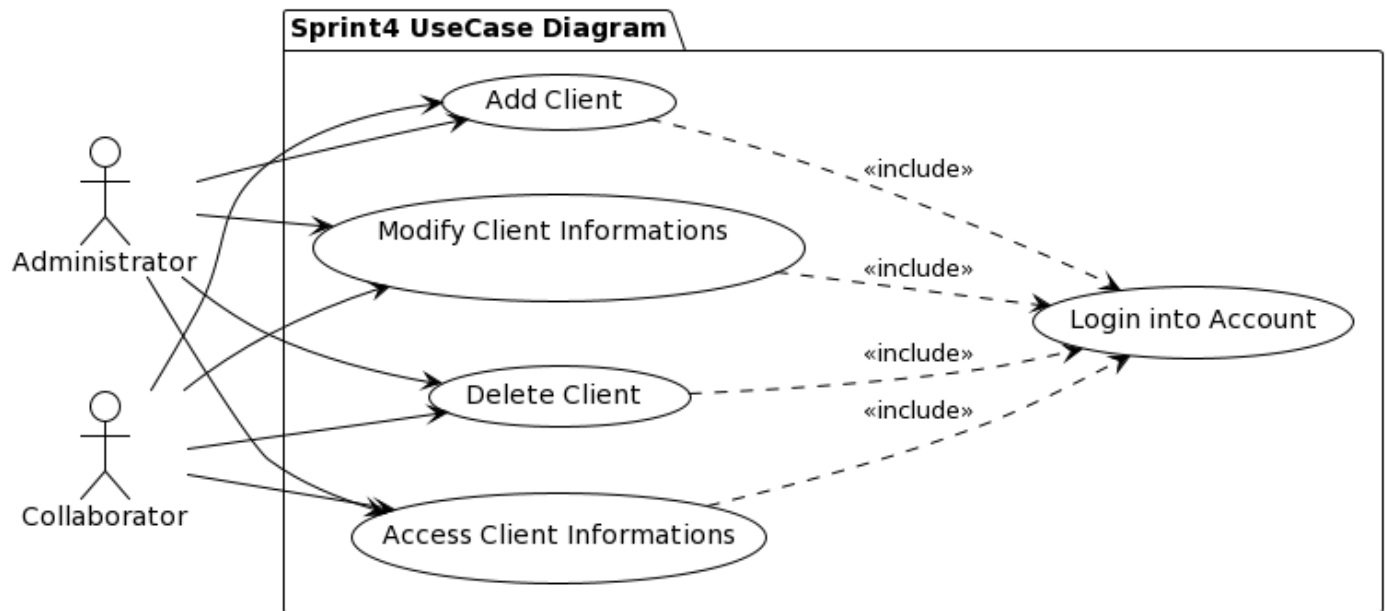 Sprint4 UseCase Diagram
Add Client
«include»
Modify Client Informations
Administrator
«include»
Login into Account
«include»
Delete Client
«include»
Collaborator
Access Client Informations